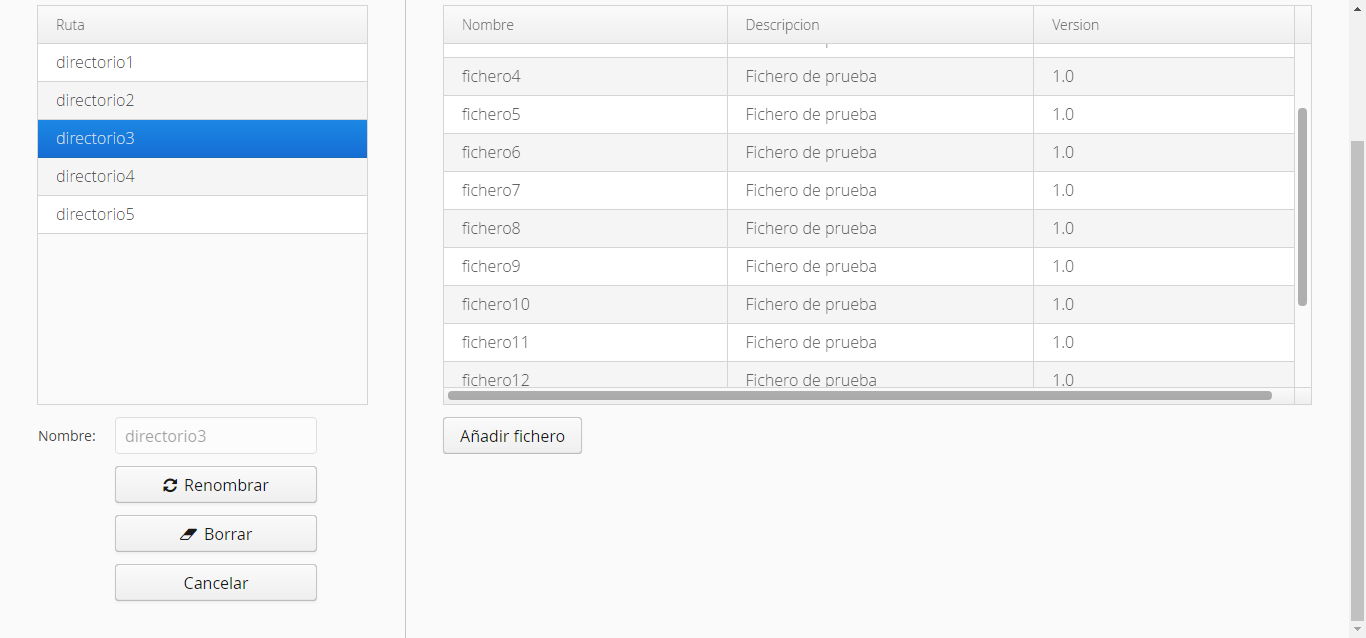 Ruta
directorio1
directorio2
directorio3
directorio4
directorio5
Nombre: directorio3
Renombrar
Borrar
Cancelar
Nombre Descripcion Version
fichero4 Fichero de prueba 1.0
fichero5 Fichero de prueba 1.0
fichero6 Fichero de prueba 1.0
fichero7 Fichero de prueba 1.0
fichero8 Fichero de prueba 1.0
fichero9 Fichero de prueba 1.0
fichero10 Fichero de prueba 1.0
fichero11 Fichero de prueba 1.0
fichero12 Fichero de prueba 1.0
Añadir fichero